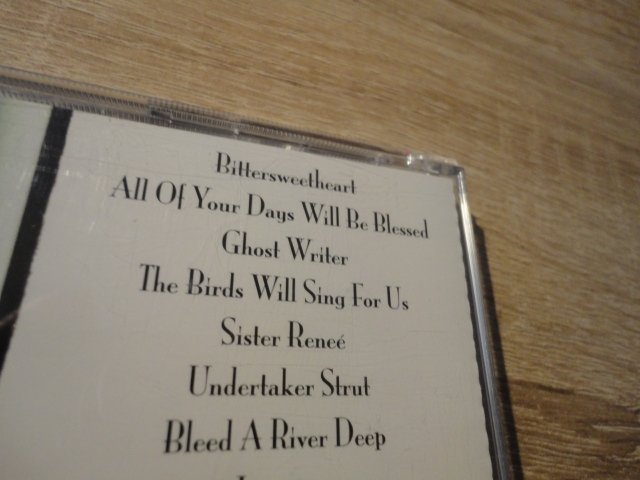 Bittersweetheart
All Of Your Days Will Be Blessed
Ghost Writer
The Birds Will Sing For Us
Sister Reneé
Undertaker Strut
Bleed A River Deep